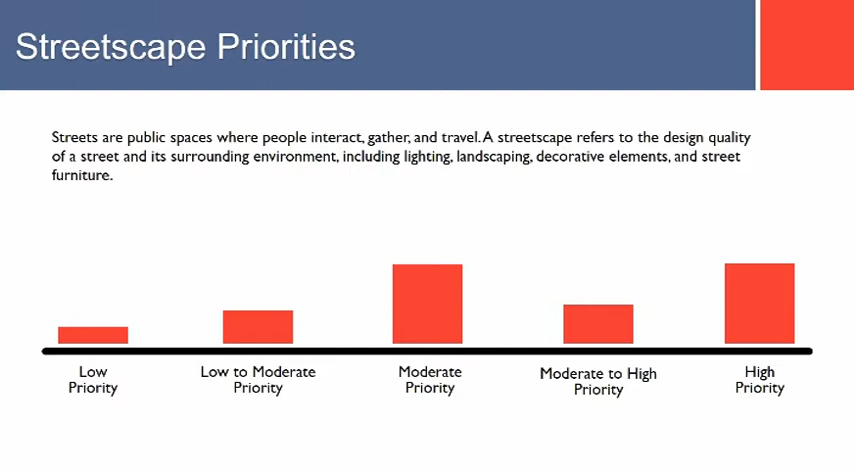 Streetscape Priorities
Streets are public spaces where people interact, gather, and travel. A streetscape refers to the design quality
of a street and its surrounding environment, including lighting, landscaping, decorative elements, and street
furniture.
Low
Priority
Low to Moderate
Priority
Moderate
Priority
Moderate to High
Priority
High
Priority